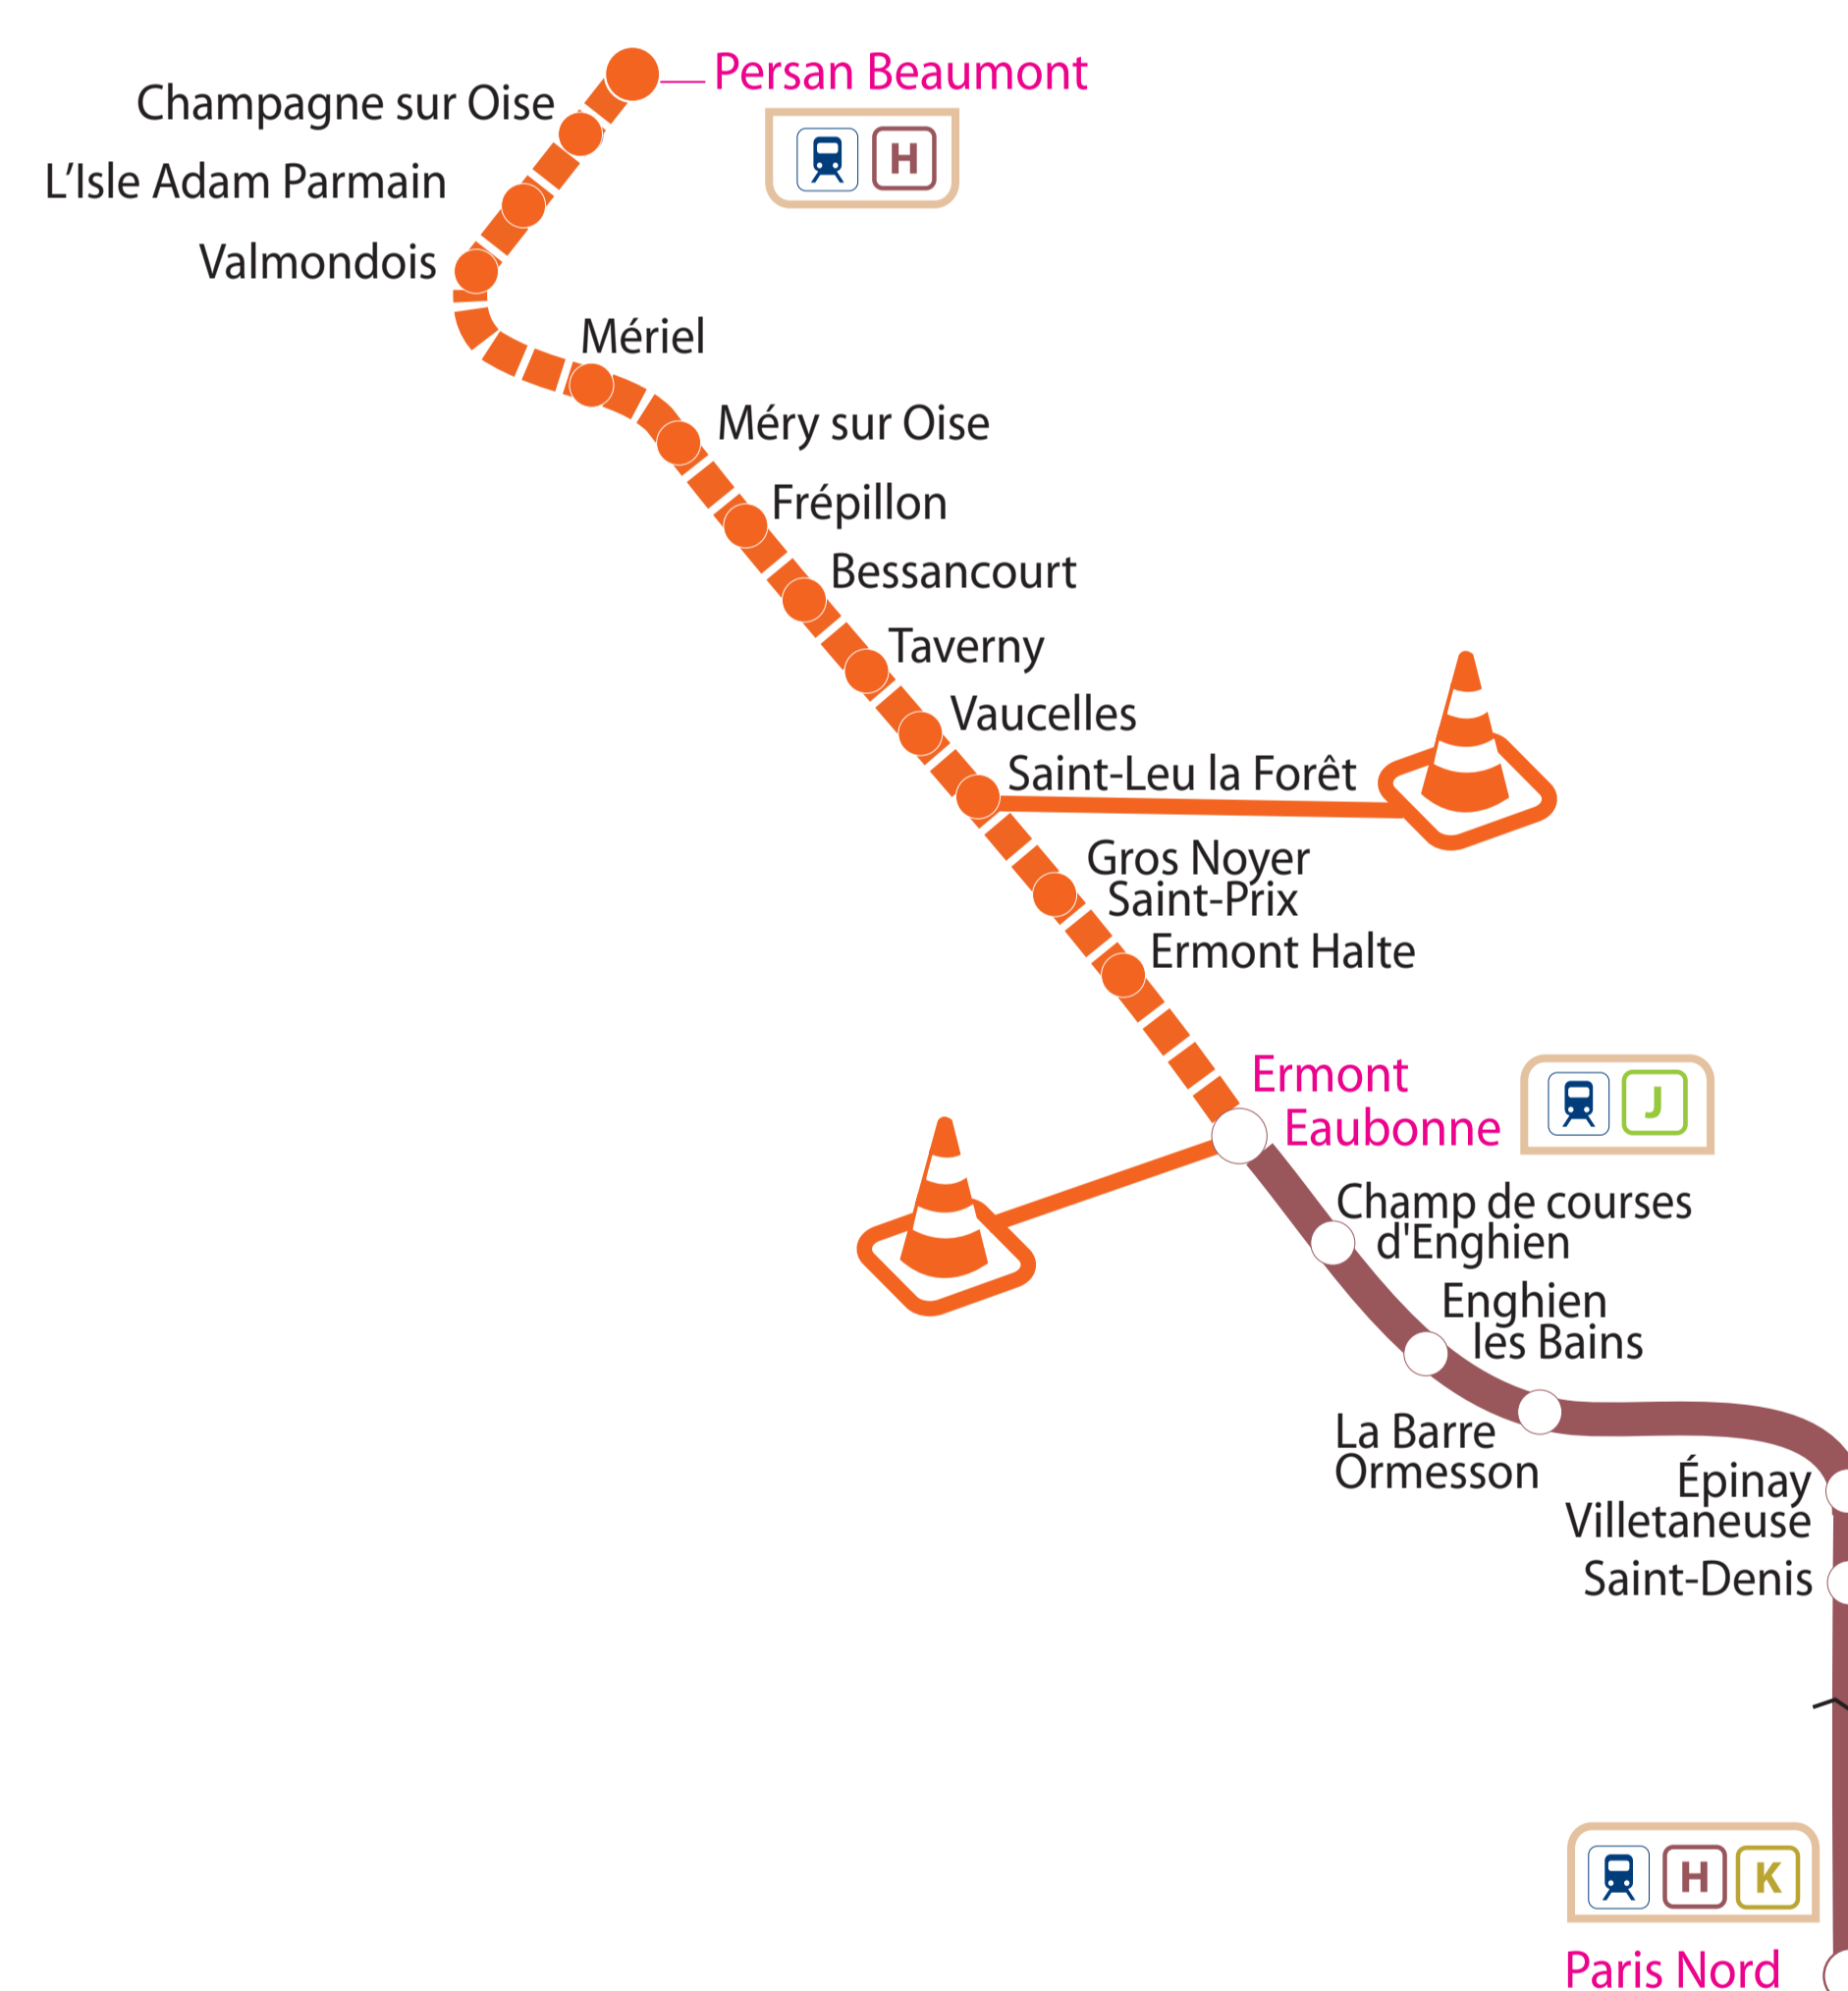 Persan Beaumont
Champagne sur Oise
H
L’Isle Adam Parmain
Valmondois
Mériel
Méry sur Oise
Frépillon
Bessancourt
Taverny
Vaucelles
Saint-Leu la Forêt
Gros Noyer
Saint-Prix
Ermont Halte
Ermont
Eaubonne
J
Champ de courses
d'Enghien
Enghien
les Bains
La Barre
Ormesson
Épinay
Villetaneuse
Saint-Denis
H K
Paris Nord